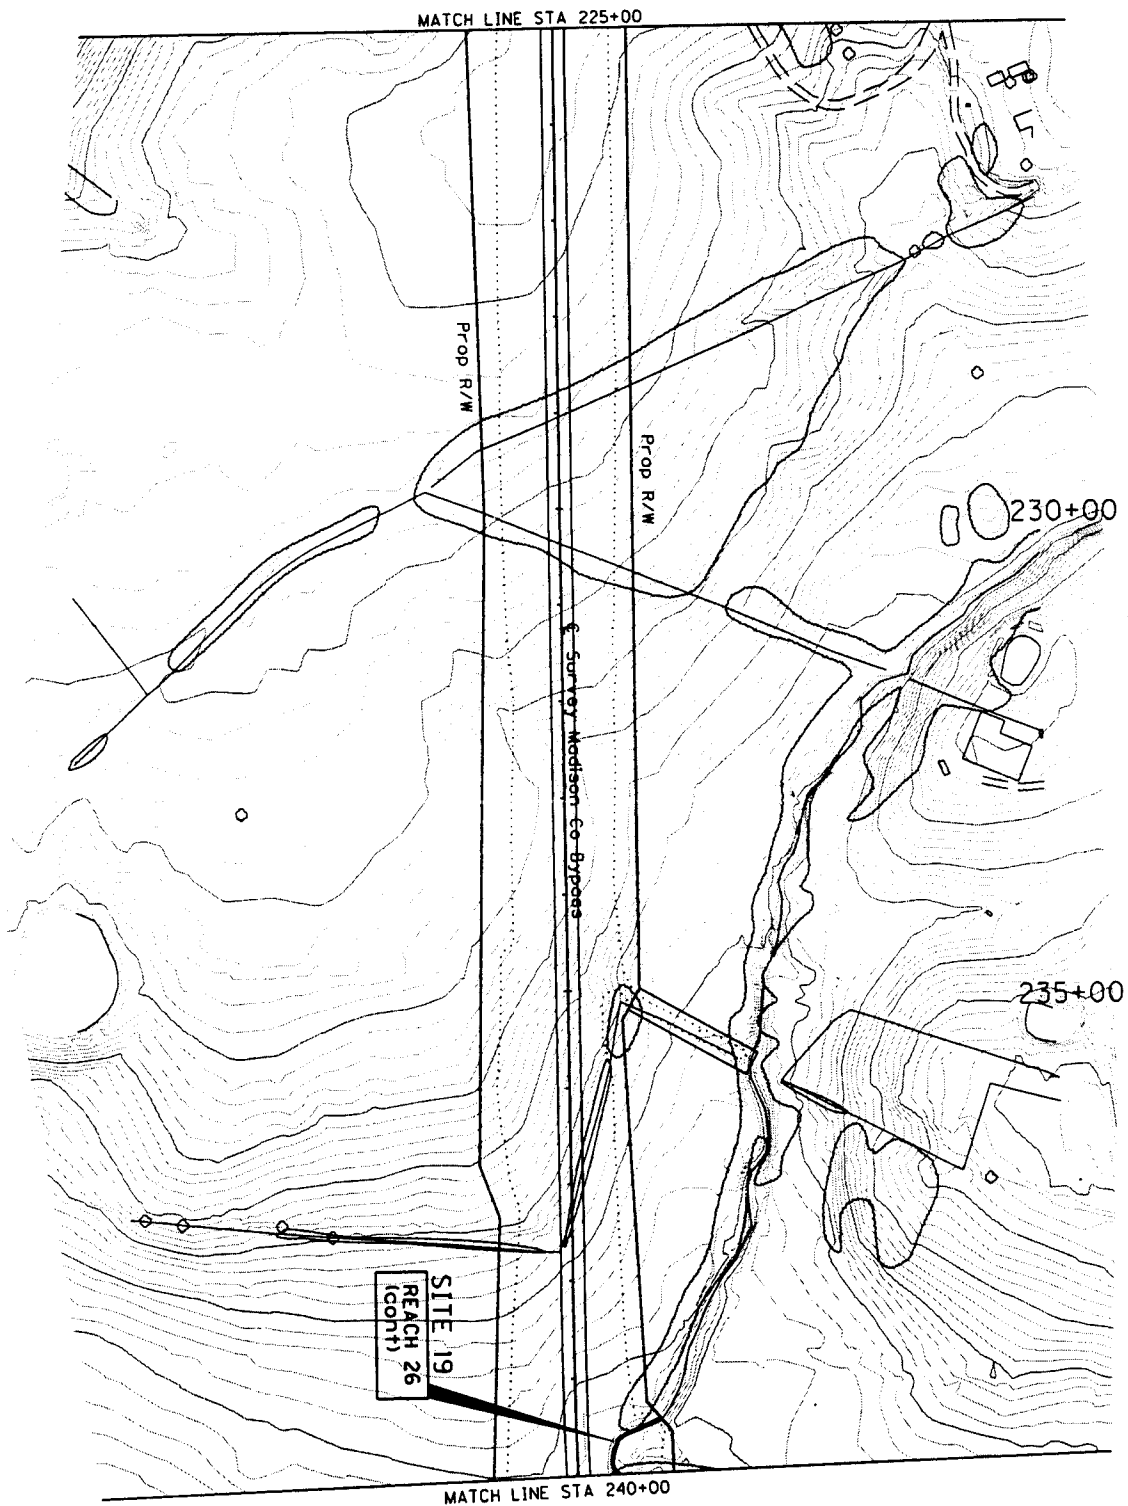 MATCH LINE STA 225+00
Prop R/W
Prop R/W
230+00
℄ Survey Madison Co Bypass
235+00
SITE 19
REACH 26
(cont)
MATCH LINE STA 240+00